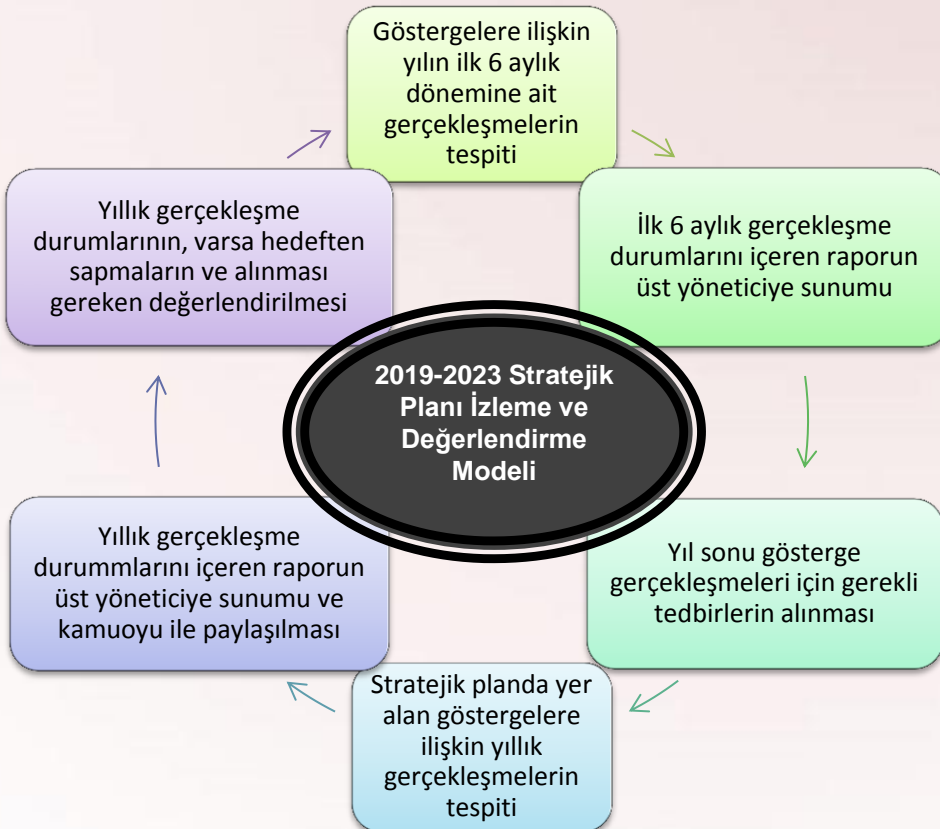 Göstergelere ilişkin
yılın ilk 6 aylık
dönemine ait
gerçekleşmelerin
tespiti
İlk 6 aylık gerçekleşme
durumlarını içeren raporun
üst yöneticiye sunumu
Yıl sonu gösterge
gerçekleşmeleri için gerekli
tedbirlerin alınması
Stratejik planda yer
alan göstergelere
ilişkin yıllık
gerçekleşmelerin
tespiti
Yıllık gerçekleşme
durummlarını içeren raporun
üst yöneticiye sunumu ve
kamuoyu ile paylaşılması
Yıllık gerçekleşme
durumlarının, varsa hedeften
sapmaların ve alınması
gereken değerlendirilmesi
2019-2023 Stratejik
Planı İzleme ve
Değerlendirme
Modeli